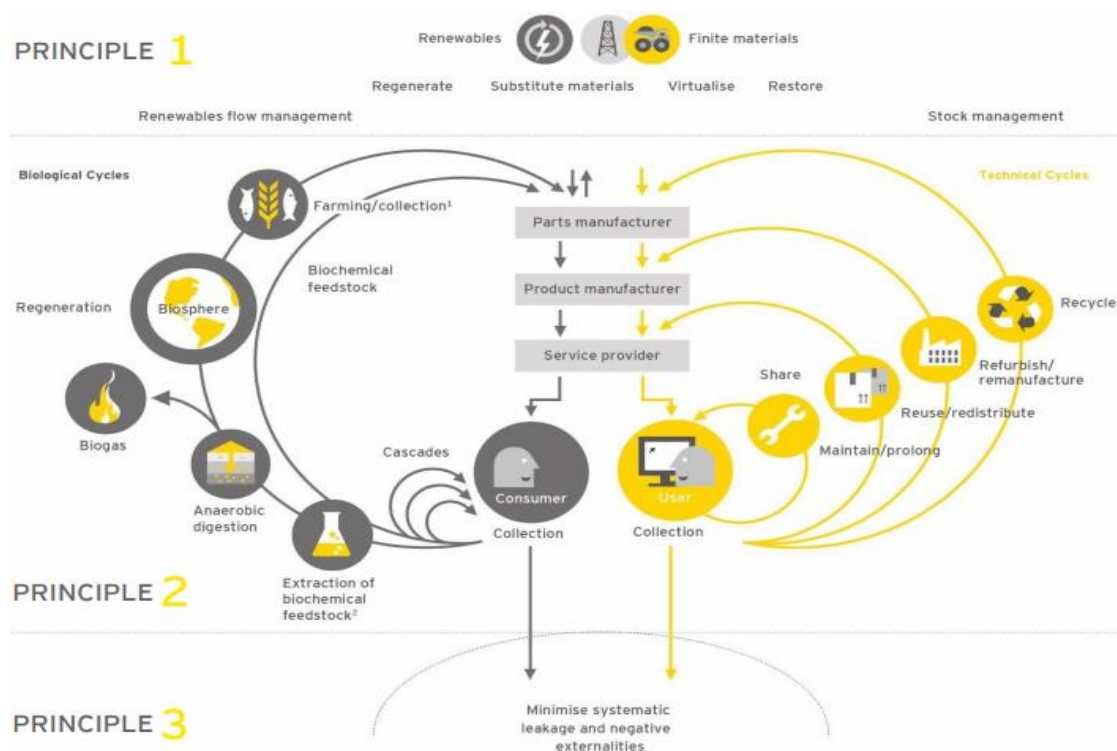 PRINCIPLE 1
Renewables
Finite materials
Regenerate
Substitute materials
Virtualise
Restore
Renewables flow management
Stock management
Biological Cycles
Technical Cycles
Farming/collection¹
Parts manufacturer
Biochemical
feedstock
Regeneration
Biosphere
Product manufacturer
Recycle
Service provider
Share
Refurbish/
remanufacture
Reuse/redistribute
Biogas
Cascades
Maintain/prolong
Consumer
User
Anaerobic
digestion
Collection
Collection
Extraction of
biochemical
feedstock²
PRINCIPLE 2
Minimise systematic
leakage and negative
externalities
PRINCIPLE 3